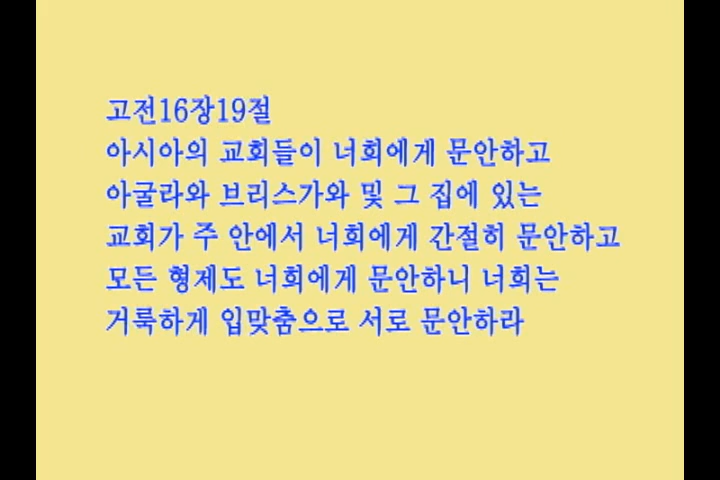 고전16장19절
아시아의 교회들이 너희에게 문안하고
아굴라와 브리스가와 및 그 집에 있는
교회가 주 안에서 너희에게 간절히 문안하고
모든 형제도 너희에게 문안하니 너희는
거룩하게 입맞춤으로 서로 문안하라